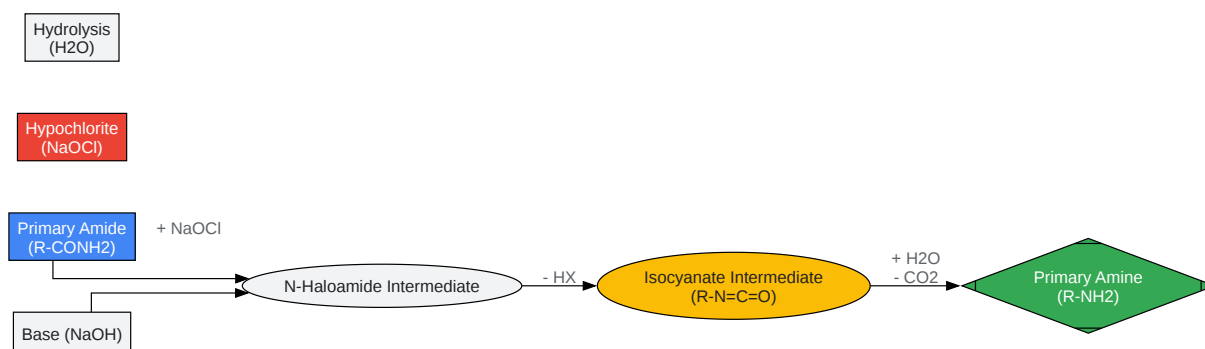 Hydrolysis
(H2O)
Hypochlorite
(NaOCl)
Primary Amide
(R-CONH2)
+ NaOCl
Base (NaOH)
N-Haloamide Intermediate
- HX
Isocyanate Intermediate
(R-N=C=O)
+ H2O
- CO2
Primary Amine
(R-NH2)